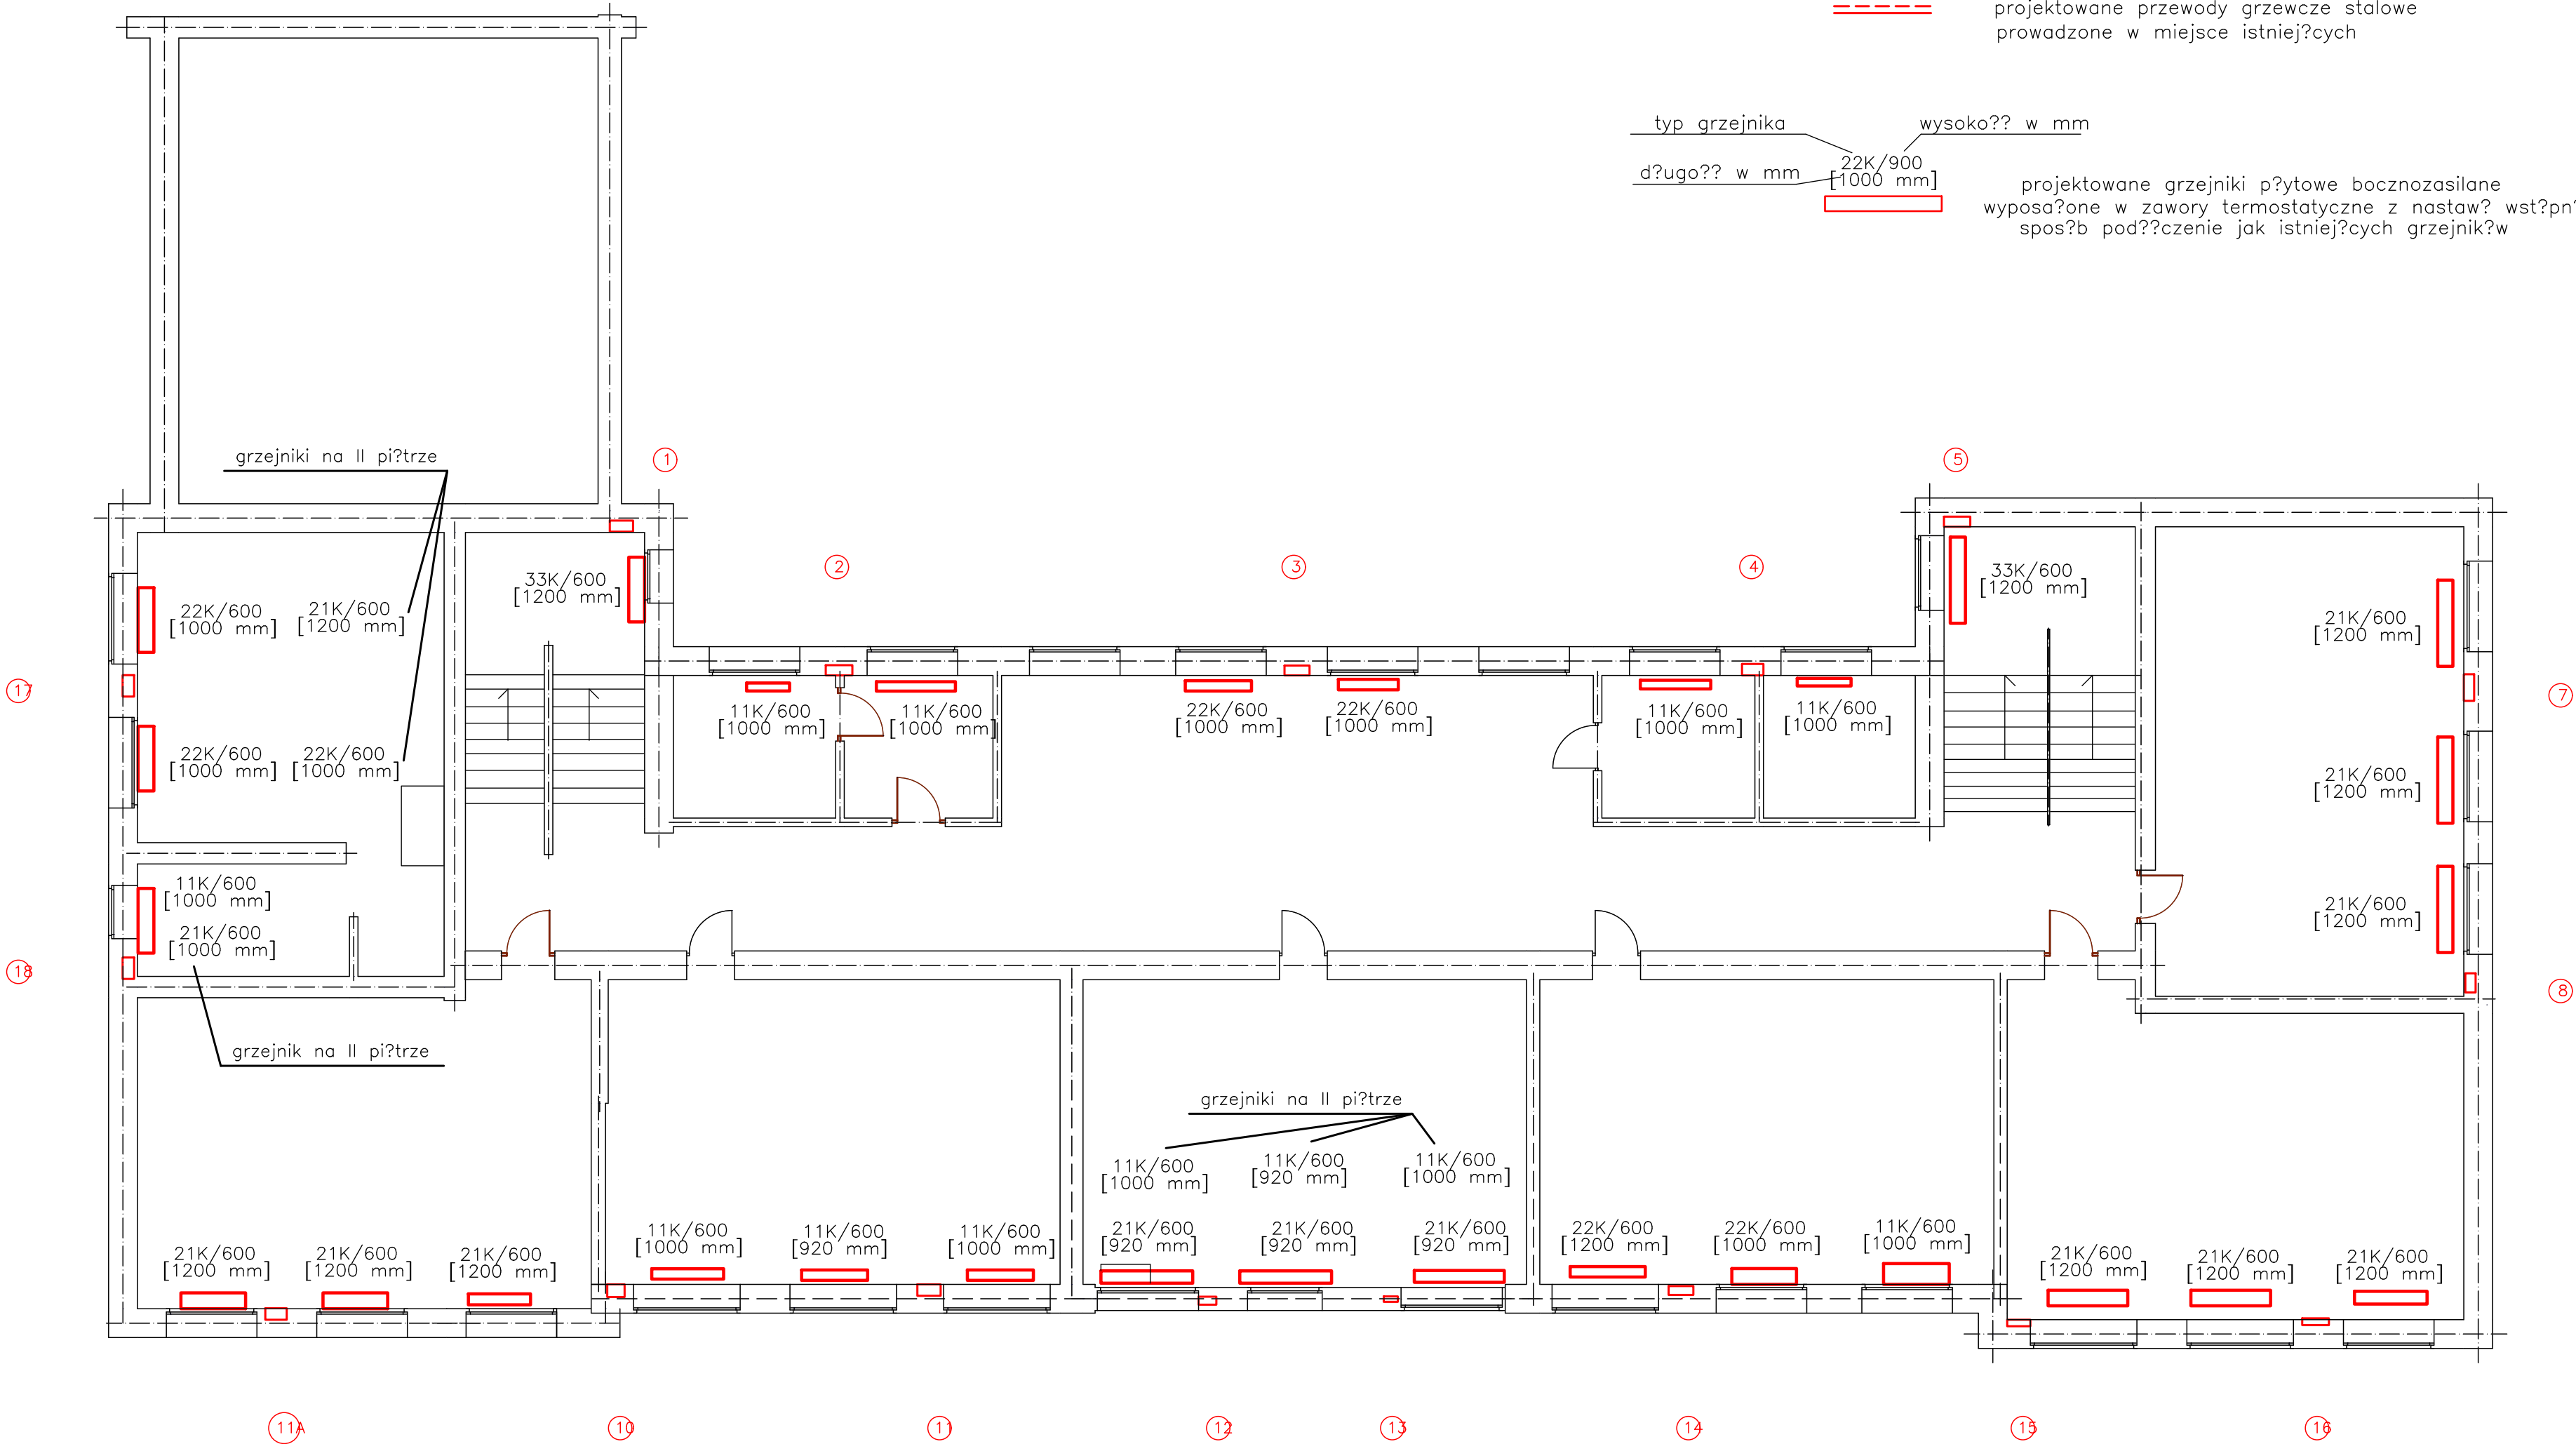 projektowane przewody grzewcze stalowe
prowadzone w miejsce istniej?cych
typ grzejnika
wysoko?? w mm
d?ugo?? w mm
22K/900
[1000 mm]
projektowane grzejniki p?ytowe bocznozasilane
wyposa?one w zawory termostatyczne z nastaw? wst?pn?
spos?b pod??czenie jak istniej?cych grzejnik?w
grzejniki na II pi?trze
1
5
2
3
4
33K/600
[1200 mm]
33K/600
[1200 mm]
22K/600
[1000 mm]
21K/600
[1200 mm]
21K/600
[1200 mm]
17
7
11K/600
[1000 mm]
11K/600
[1000 mm]
22K/600
[1000 mm]
22K/600
[1000 mm]
11K/600
[1000 mm]
11K/600
[1000 mm]
22K/600
[1000 mm]
22K/600
[1000 mm]
21K/600
[1200 mm]
11K/600
[1000 mm]
21K/600
[1000 mm]
21K/600
[1200 mm]
18
8
grzejnik na II pi?trze
grzejniki na II pi?trze
11K/600
[1000 mm]
11K/600
[920 mm]
11K/600
[1000 mm]
21K/600
[1200 mm]
21K/600
[1200 mm]
21K/600
[1200 mm]
11K/600
[1000 mm]
11K/600
[920 mm]
11K/600
[1000 mm]
21K/600
[920 mm]
21K/600
[920 mm]
21K/600
[920 mm]
22K/600
[1200 mm]
22K/600
[1000 mm]
11K/600
[1000 mm]
21K/600
[1200 mm]
21K/600
[1200 mm]
21K/600
[1200 mm]
11A
10
11
12
13
14
15
16